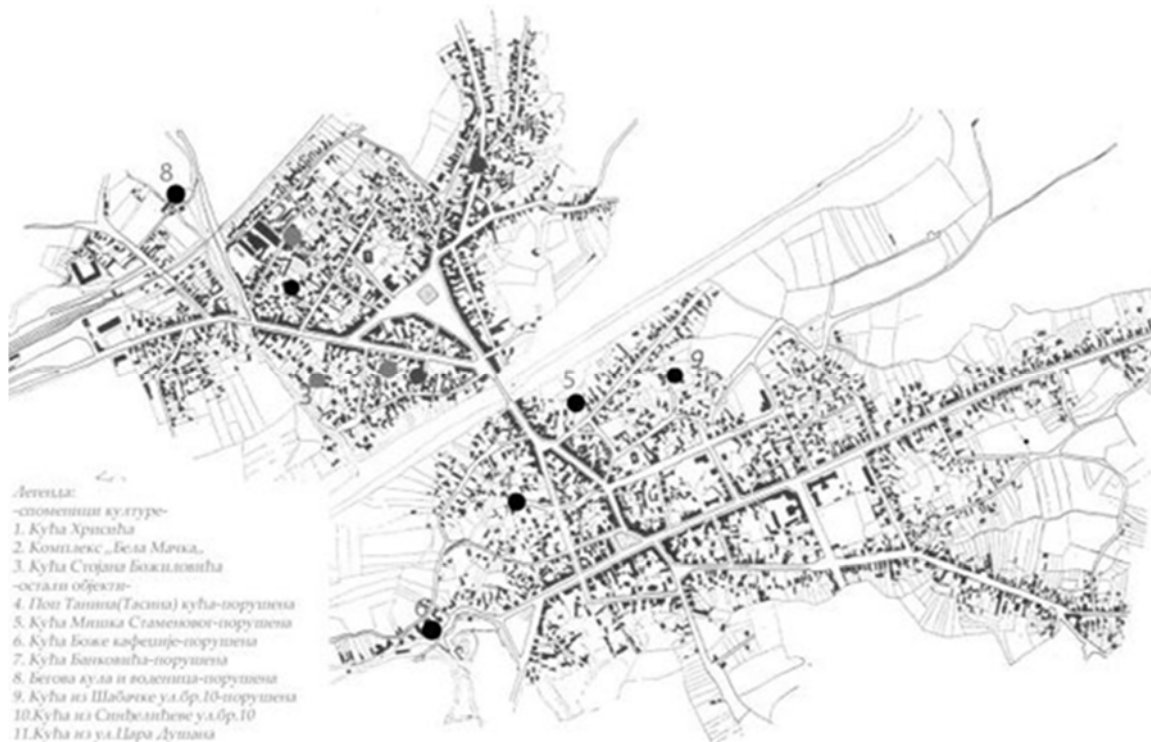 8
3
5
9
6
Легенда:
-споменици културе-
1. Кућа Христића
2. Комплекс „Бела Мачка„
3. Кућа Стојана Божиловића
-остали објекти-
4. Поп Танина(Тасина) кућа-порушена
5. Кућа Мишка Стаменовог-порушена
6. Кућа Боже кафеџије-порушена
7. Кућа Банковића-порушена
8. Бегова кула и воденица-порушена
9. Кућа из Шабачке ул.бр.10-порушена
10.Кућа из Синђелићеве ул.бр.10
11.Кућа из ул.Цара Душана